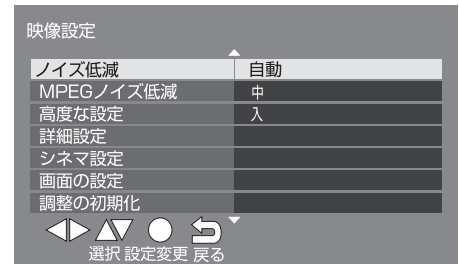 映像設定
ノイズ低減 自動
MPEGノイズ低減 中
高度な設定 入
詳細設定
シネマ設定
画面の設定
調整の初期化
選択 設定変更 戻る